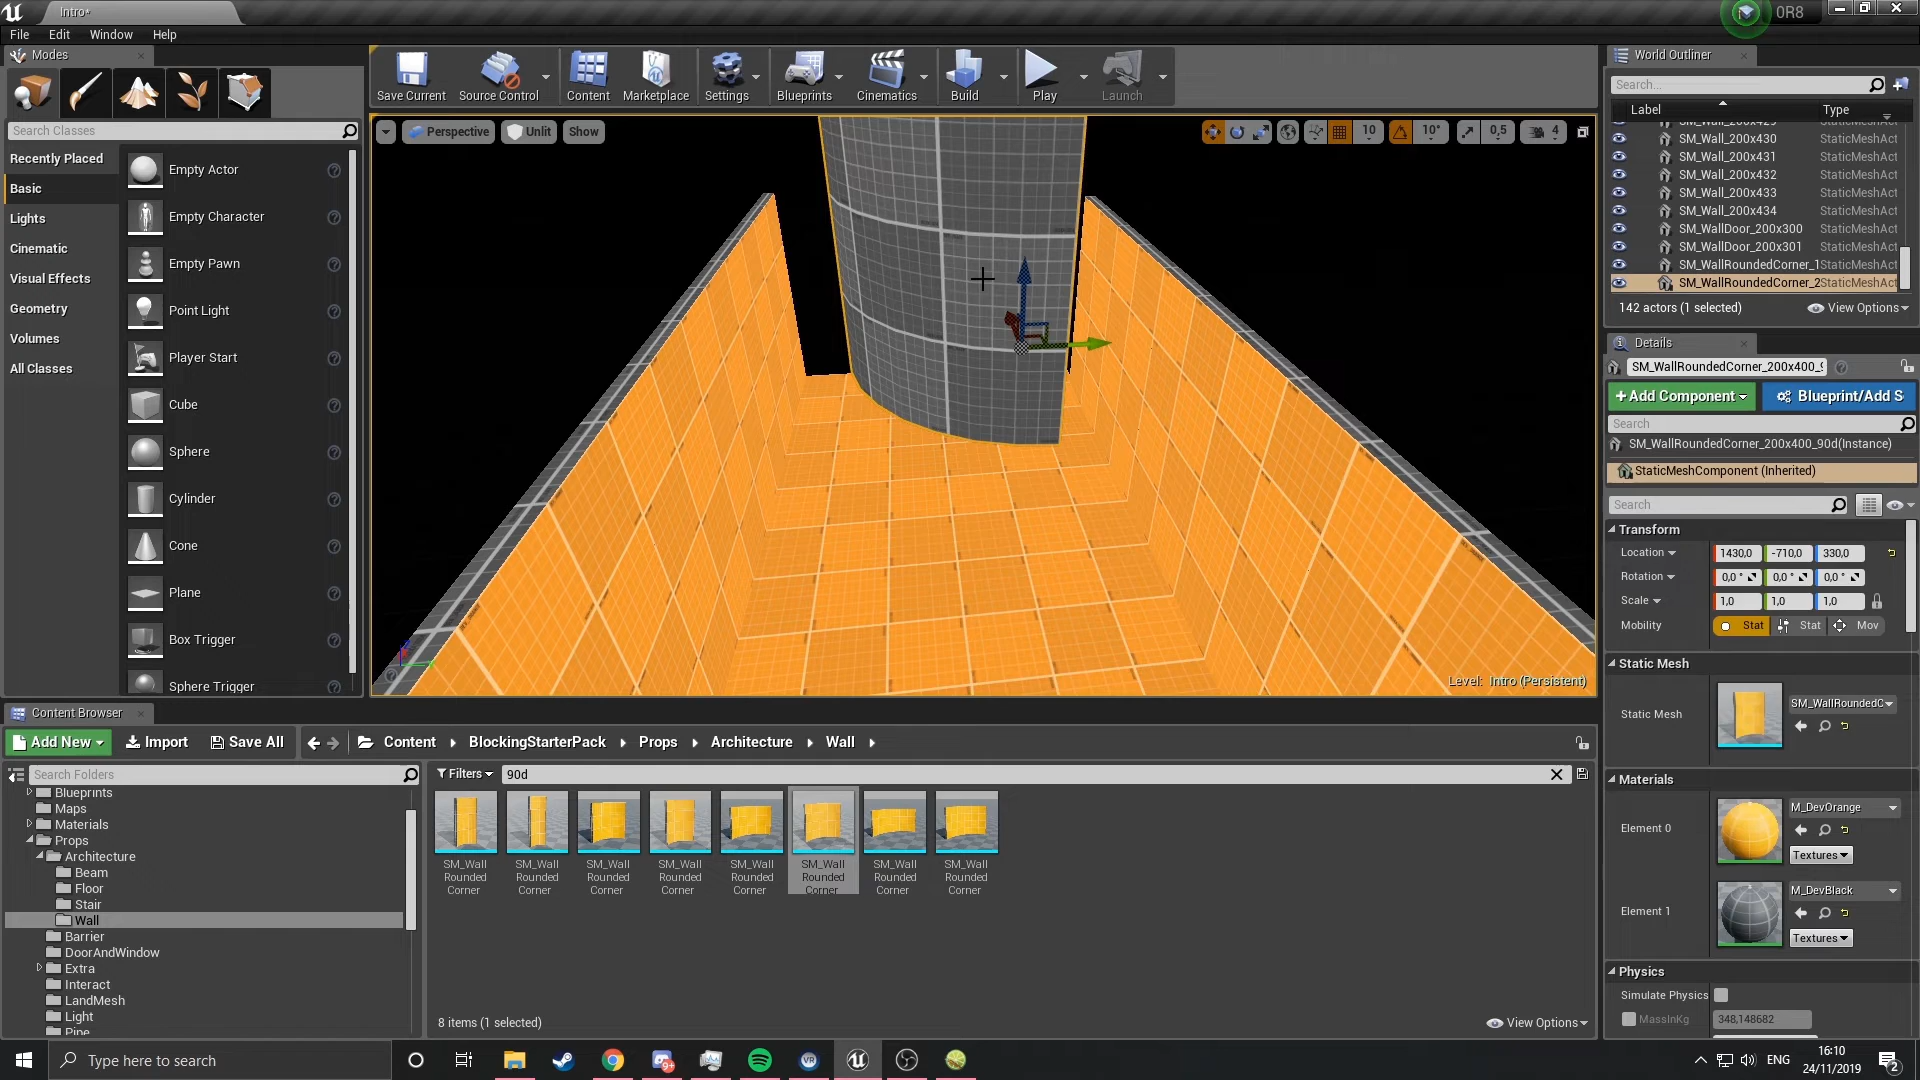 Intro*
0R8
File
Edit
Window
Help
Modes
Search Classes
Recently Placed
Basic
Lights
Cinematic
Visual Effects
Geometry
Volumes
All Classes
Empty Actor
Empty Character
Empty Pawn
Point Light
Player Start
Cube
Sphere
Cylinder
Cone
Plane
Box Trigger
Sphere Trigger
Save Current
Source Control
Content
Marketplace
Settings
Blueprints
Cinematics
Build
Play
Launch
Perspective
Unlit
Show
10
10°
0,5
4
Level: Intro (Persistent)
World Outliner
Search...
Label
Type
SM_Wall_200x429 StaticMeshAct
SM_Wall_200x430 StaticMeshAct
SM_Wall_200x431 StaticMeshAct
SM_Wall_200x432 StaticMeshAct
SM_Wall_200x433 StaticMeshAct
SM_Wall_200x434 StaticMeshAct
SM_WallDoor_200x300 StaticMeshAct
SM_WallDoor_200x301 StaticMeshAct
SM_WallRoundedCorner_1 StaticMeshAct
SM_WallRoundedCorner_2 StaticMeshAct
142 actors (1 selected)
View Options
Details
SM_WallRoundedCorner_200x400_9
+Add Component
Blueprint/Add S
Search
SM_WallRoundedCorner_200x400_90d(Instance)
StaticMeshComponent (Inherited)
Search
Transform
Location 1430,0 -710,0 330,0
Rotation 0,0 ° 0,0 ° 0,0 °
Scale 1,0 1,0 1,0
Mobility Stat Stat Mov
Static Mesh
Static Mesh
SM_WallRoundedC
Materials
Element 0
M_DevOrange
Textures
Element 1
M_DevBlack
Textures
Physics
Simulate Physics
MassInKg 348,148682
Content Browser
Add New
Import
Save All
Content
BlockingStarterPack
Props
Architecture
Wall
Search Folders
Blueprints
Maps
Materials
Props
Architecture
Beam
Floor
Stair
Wall
Barrier
DoorAndWindow
Extra
Interact
LandMesh
Light
Pipe
Filters
90d
SM_Wall
Rounded
Corner
SM_Wall
Rounded
Corner
SM_Wall
Rounded
Corner
SM_Wall
Rounded
Corner
SM_Wall
Rounded
Corner
SM_Wall
Rounded
Corner
SM_Wall
Rounded
Corner
SM_Wall
Rounded
Corner
8 items (1 selected)
View Options
Type here to search
9+
VR
ENG
16:10
24/11/2019
2